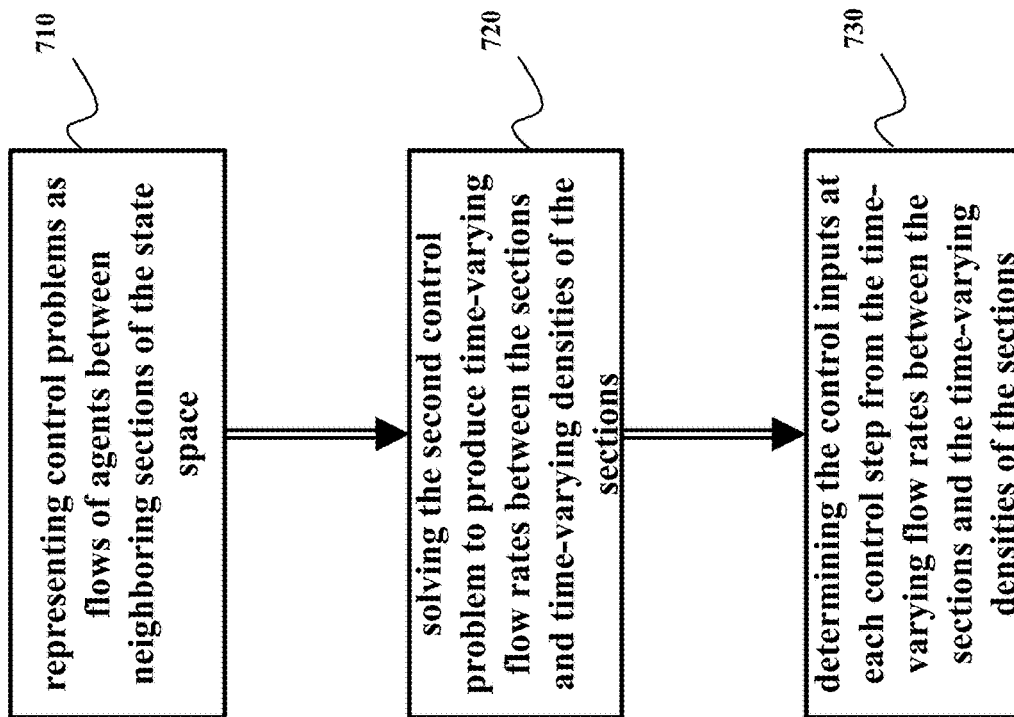 710
representing control problems as
flows of agents between
neighboring sections of the state
space
720
solving the second control
problem to produce time-varying
flow rates between the sections
and time-varying densities of the
sections
730
determining the control inputs at
each control step from the time-
varying flow rates between the
sections and the time-varying
densities of the sections